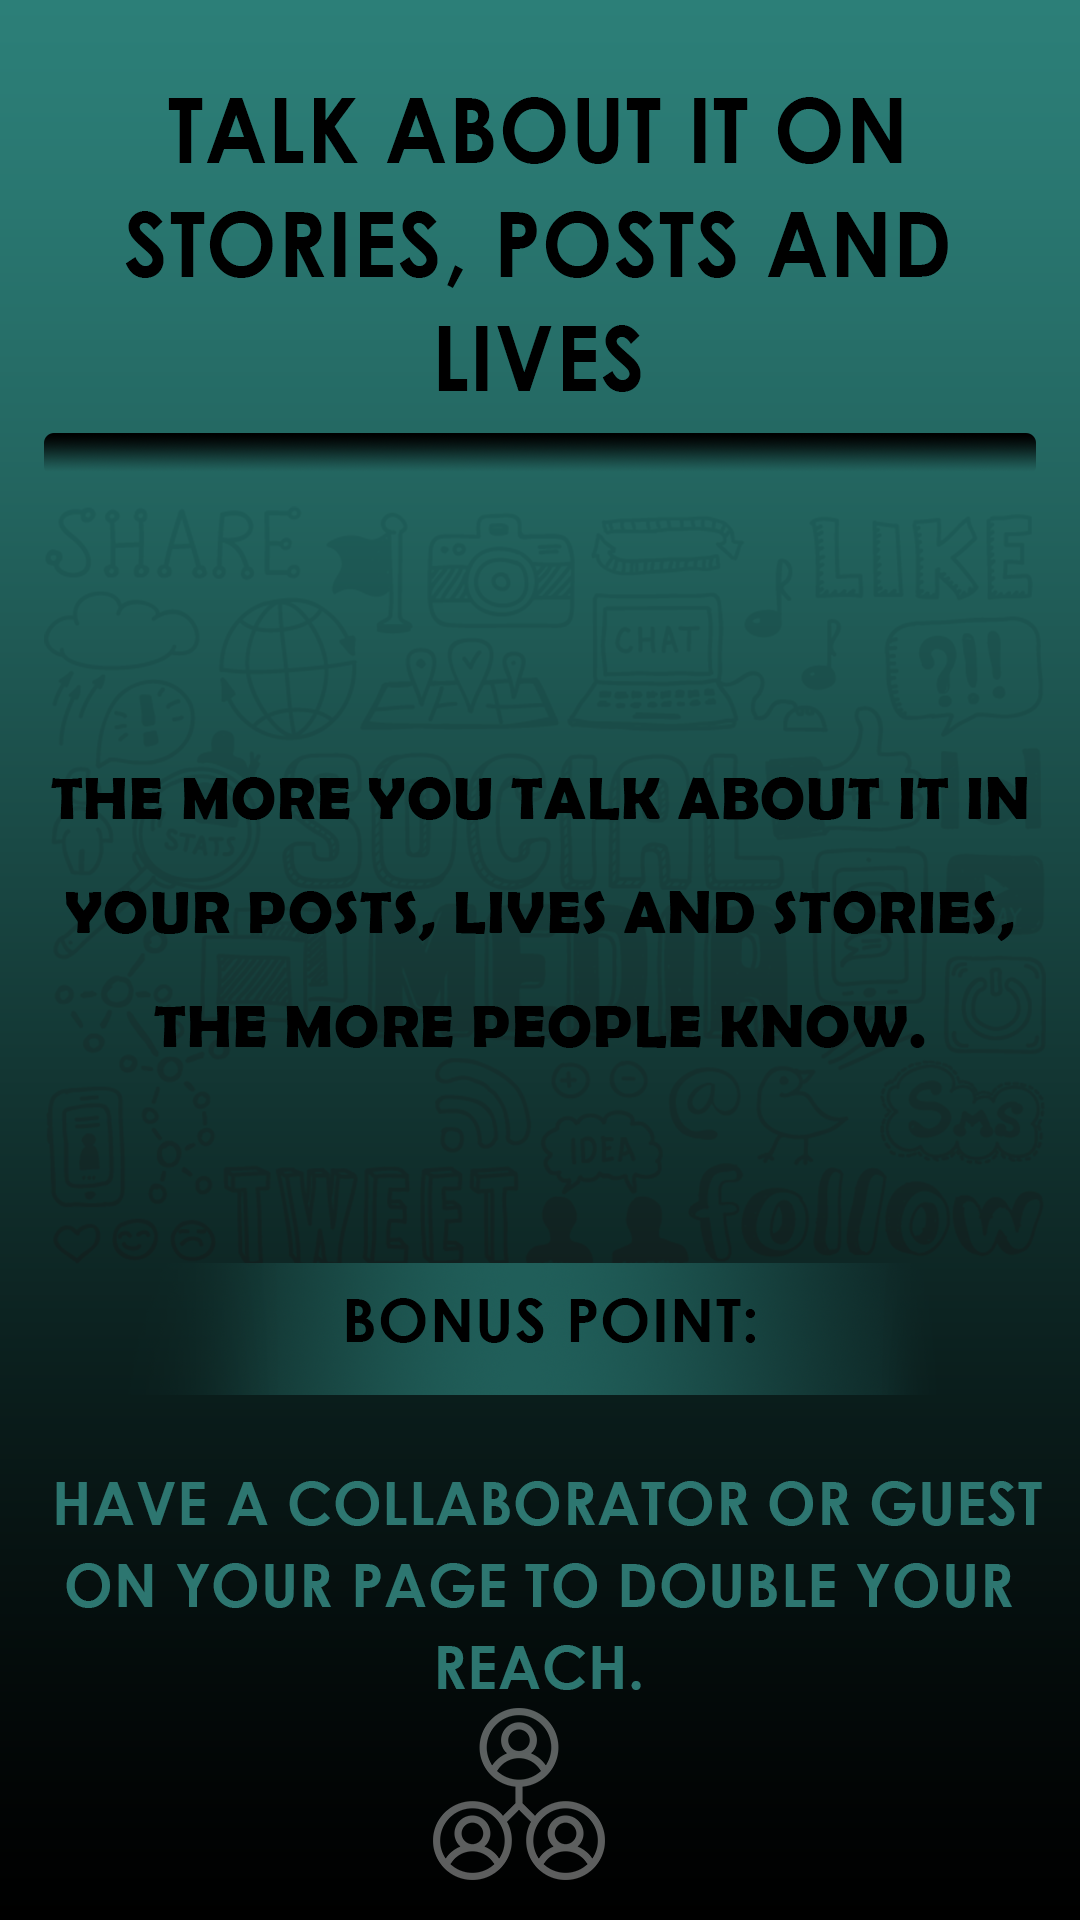 TALK ABOUT IT ON
STORIES, POSTS AND
LIVES
SHARE
LIKE
CHAT
?!!
!
SOCIAL
THE MORE YOU TALK ABOUT IT IN
STATS
YOUR POSTS, LIVES AND STORIES,
MEDIA
THE MORE PEOPLE KNOW.
@
SMS
IDEA
TWEET
follow
BONUS POINT:
HAVE A COLLABORATOR OR GUEST
ON YOUR PAGE TO DOUBLE YOUR
REACH.